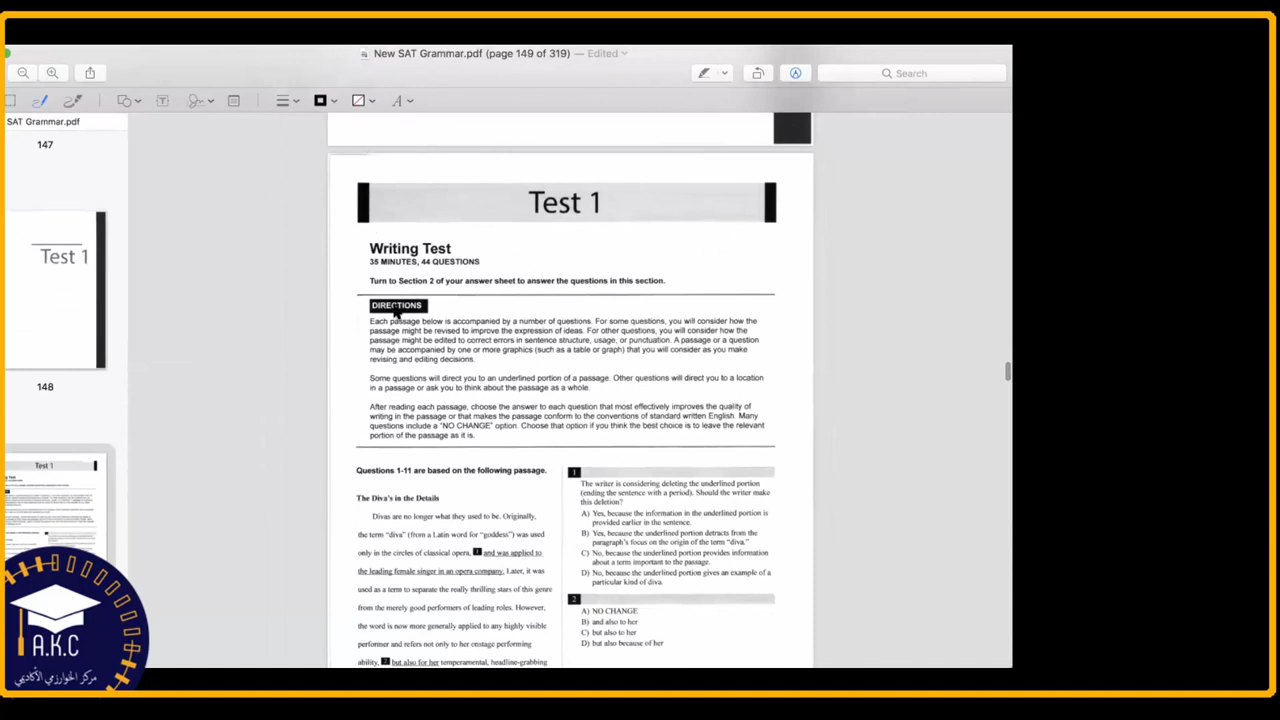 New SAT Grammar.pdf (page 149 of 319) — Edited
Search
SAT Grammar.pdf
147
Test 1
148
Test 1
Test 1
Writing Test
35 MINUTES, 44 QUESTIONS
Turn to Section 2 of your answer sheet to answer the questions in this section.
DIRECTIONS
Each passage below is accompanied by a number of questions. For some questions, you will consider how the
passage might be revised to improve the expression of ideas. For other questions, you will consider how the
passage might be edited to correct errors in sentence structure, usage, or punctuation. A passage or a question
may be accompanied by one or more graphics (such as a table or graph) that you will consider as you make
revising and editing decisions.
Some questions will direct you to an underlined portion of a passage. Other questions will direct you to a location
in a passage or ask you to think about the passage as a whole.
After reading each passage, choose the answer to each question that most effectively improves the quality of
writing in the passage or that makes the passage conform to the conventions of standard written English. Many
questions include a “NO CHANGE” option. Choose that option if you think the best choice is to leave the relevant
portion of the passage as it is.
Questions 1-11 are based on the following passage.
The Diva's in the Details
Divas are no longer what they used to be. Originally,
the term “diva” (from a Latin word for “goddess”) was used
only in the circles of classical opera, 1 and was applied to
the leading female singer in an opera company. Later, it was
used as a term to separate the really thrilling stars of this genre
from the merely good performers of leading roles. However,
the word is now more generally applied to any highly visible
performer and refers not only to her onstage performing
ability, 2 but also for her temperamental, headline-grabbing
1
The writer is considering deleting the underlined portion
(ending the sentence with a period). Should the writer make
this deletion?
A) Yes, because the information in the underlined portion is
provided earlier in the sentence.
B) Yes, because the underlined portion detracts from the
paragraph's focus on the origin of the term “diva.”
C) No, because the underlined portion provides information
about a term important to the passage.
D) No, because the underlined portion gives an example of a
particular kind of diva.
2
A) NO CHANGE
B) and also to her
C) but also to her
D) but also because of her
A.K.C
مركز الخوارزمي الأكاديمي